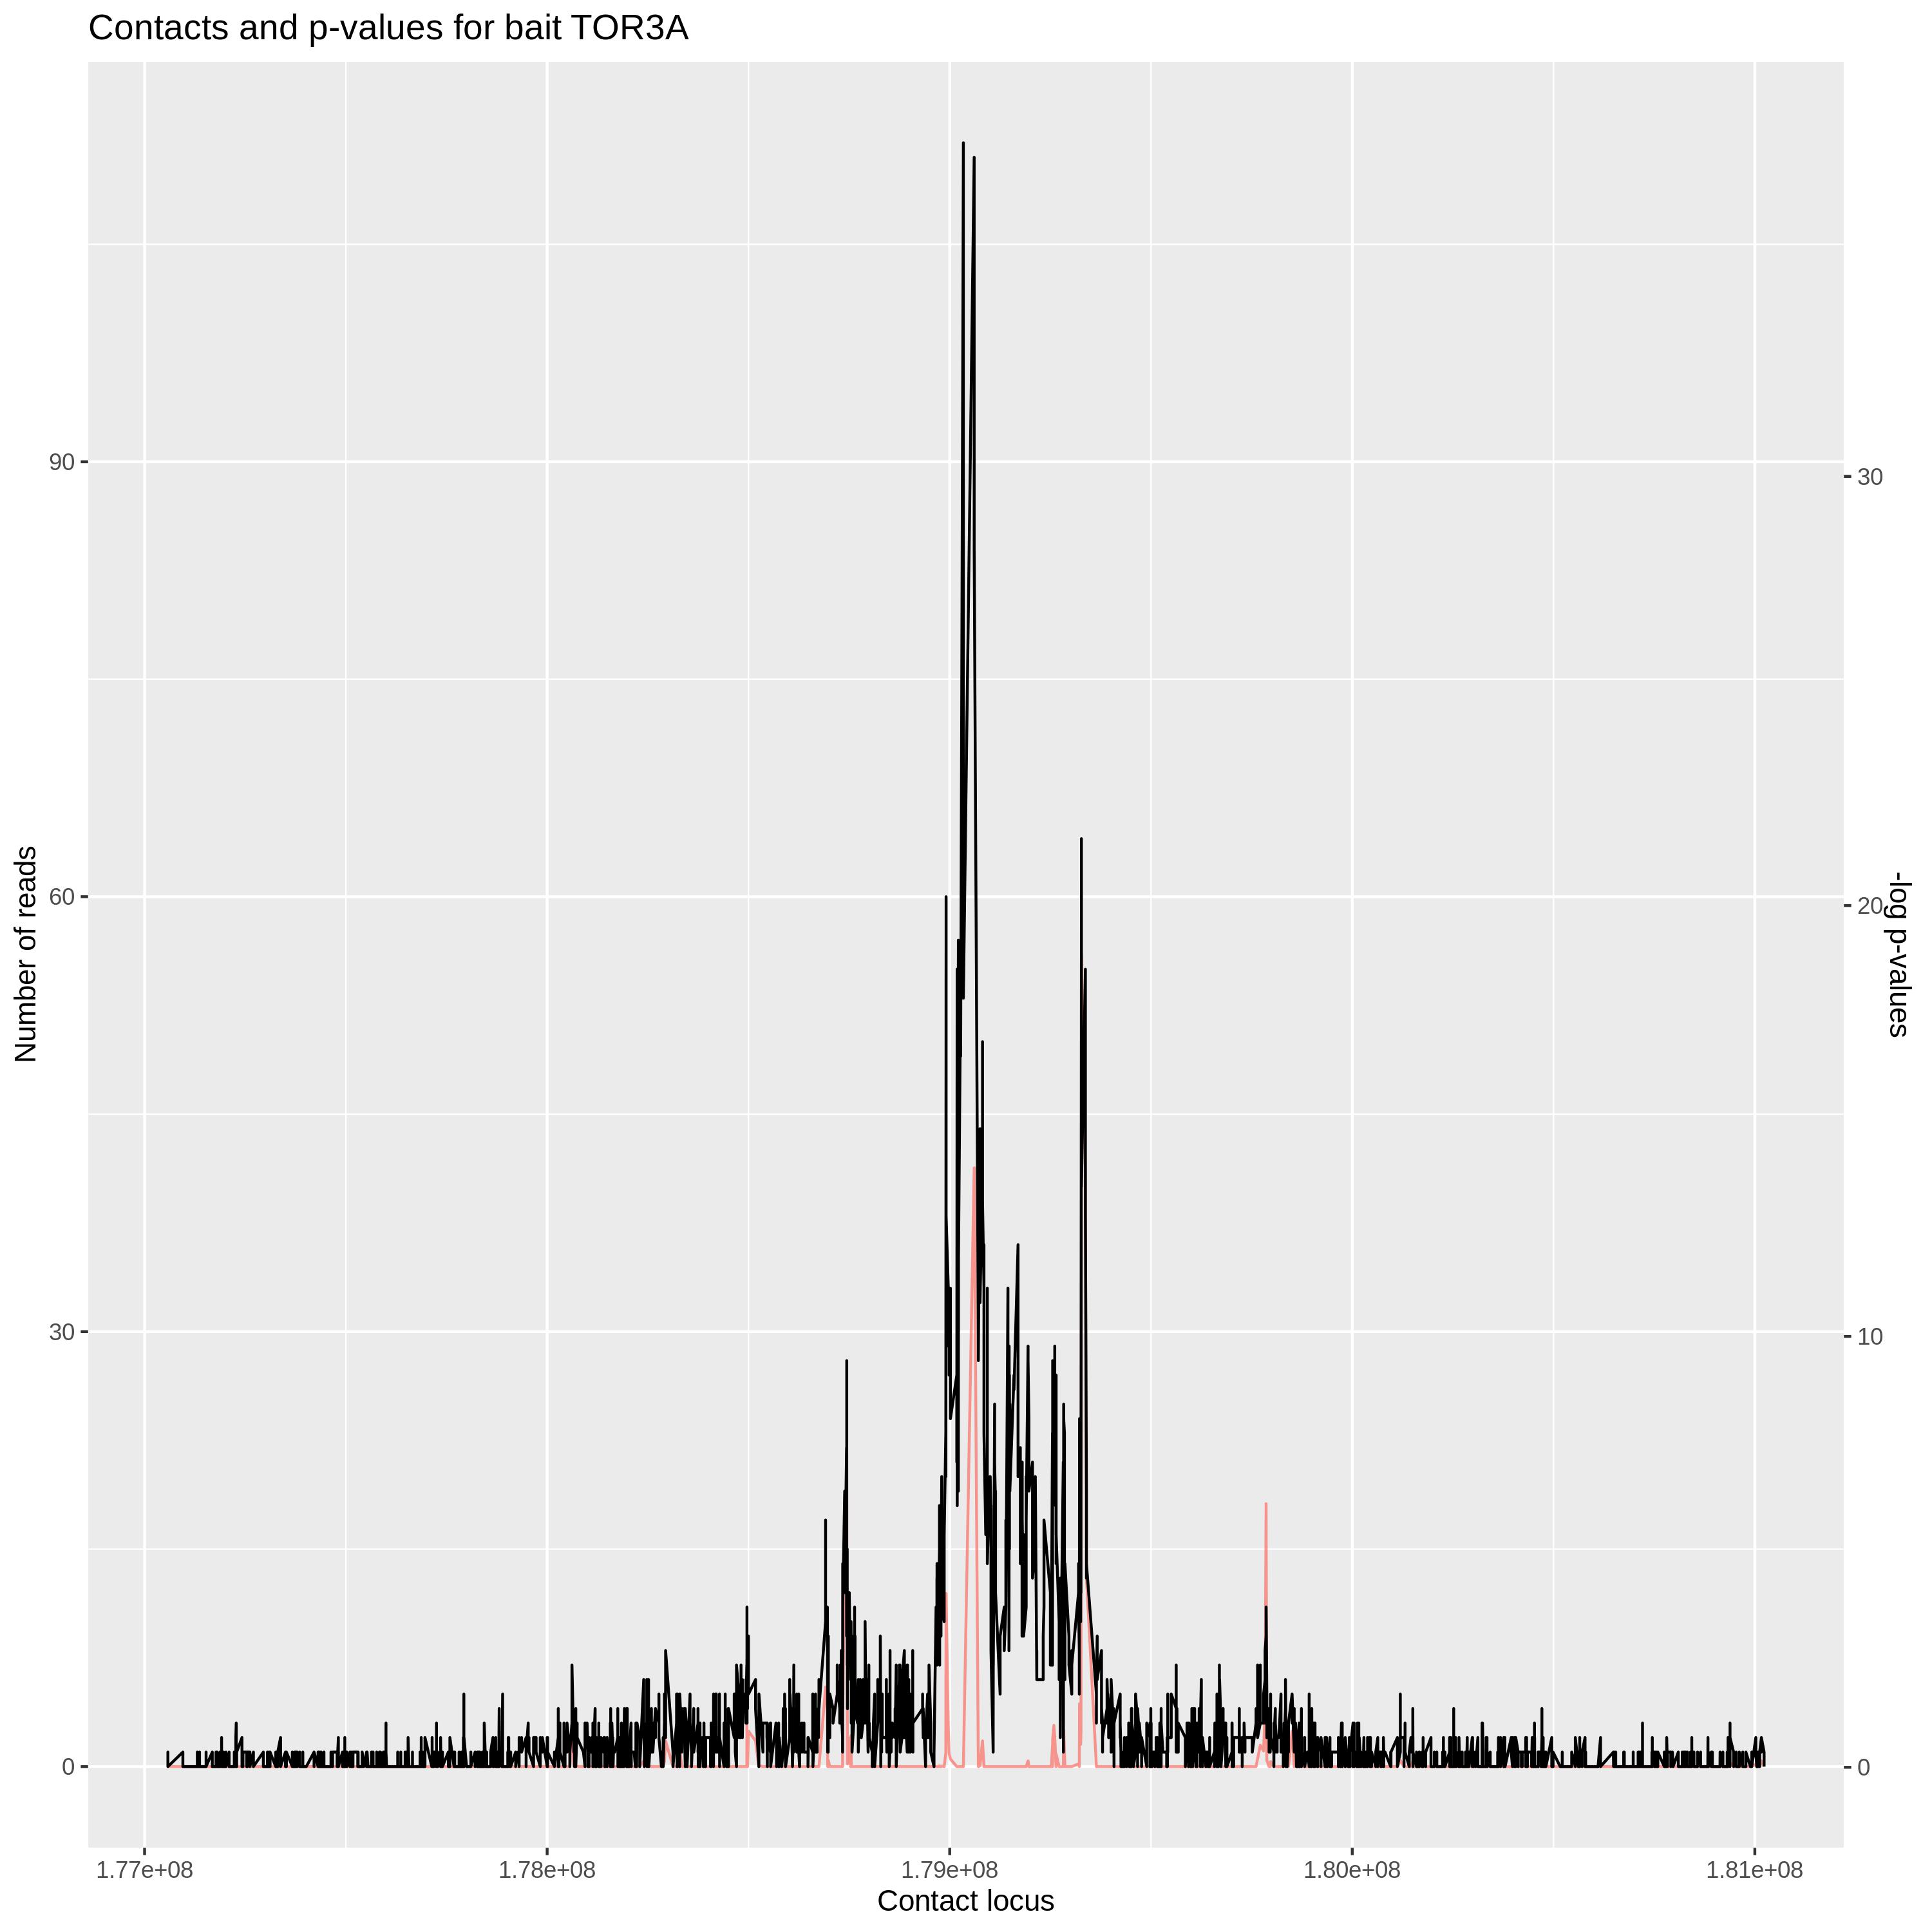 Contacts and p-values for bait TOR3A
Number of reads
90
60
30
0
30
20
10
0
-log p-values
1.77e+08 1.78e+08 1.79e+08 1.80e+08 1.81e+08
Contact locus